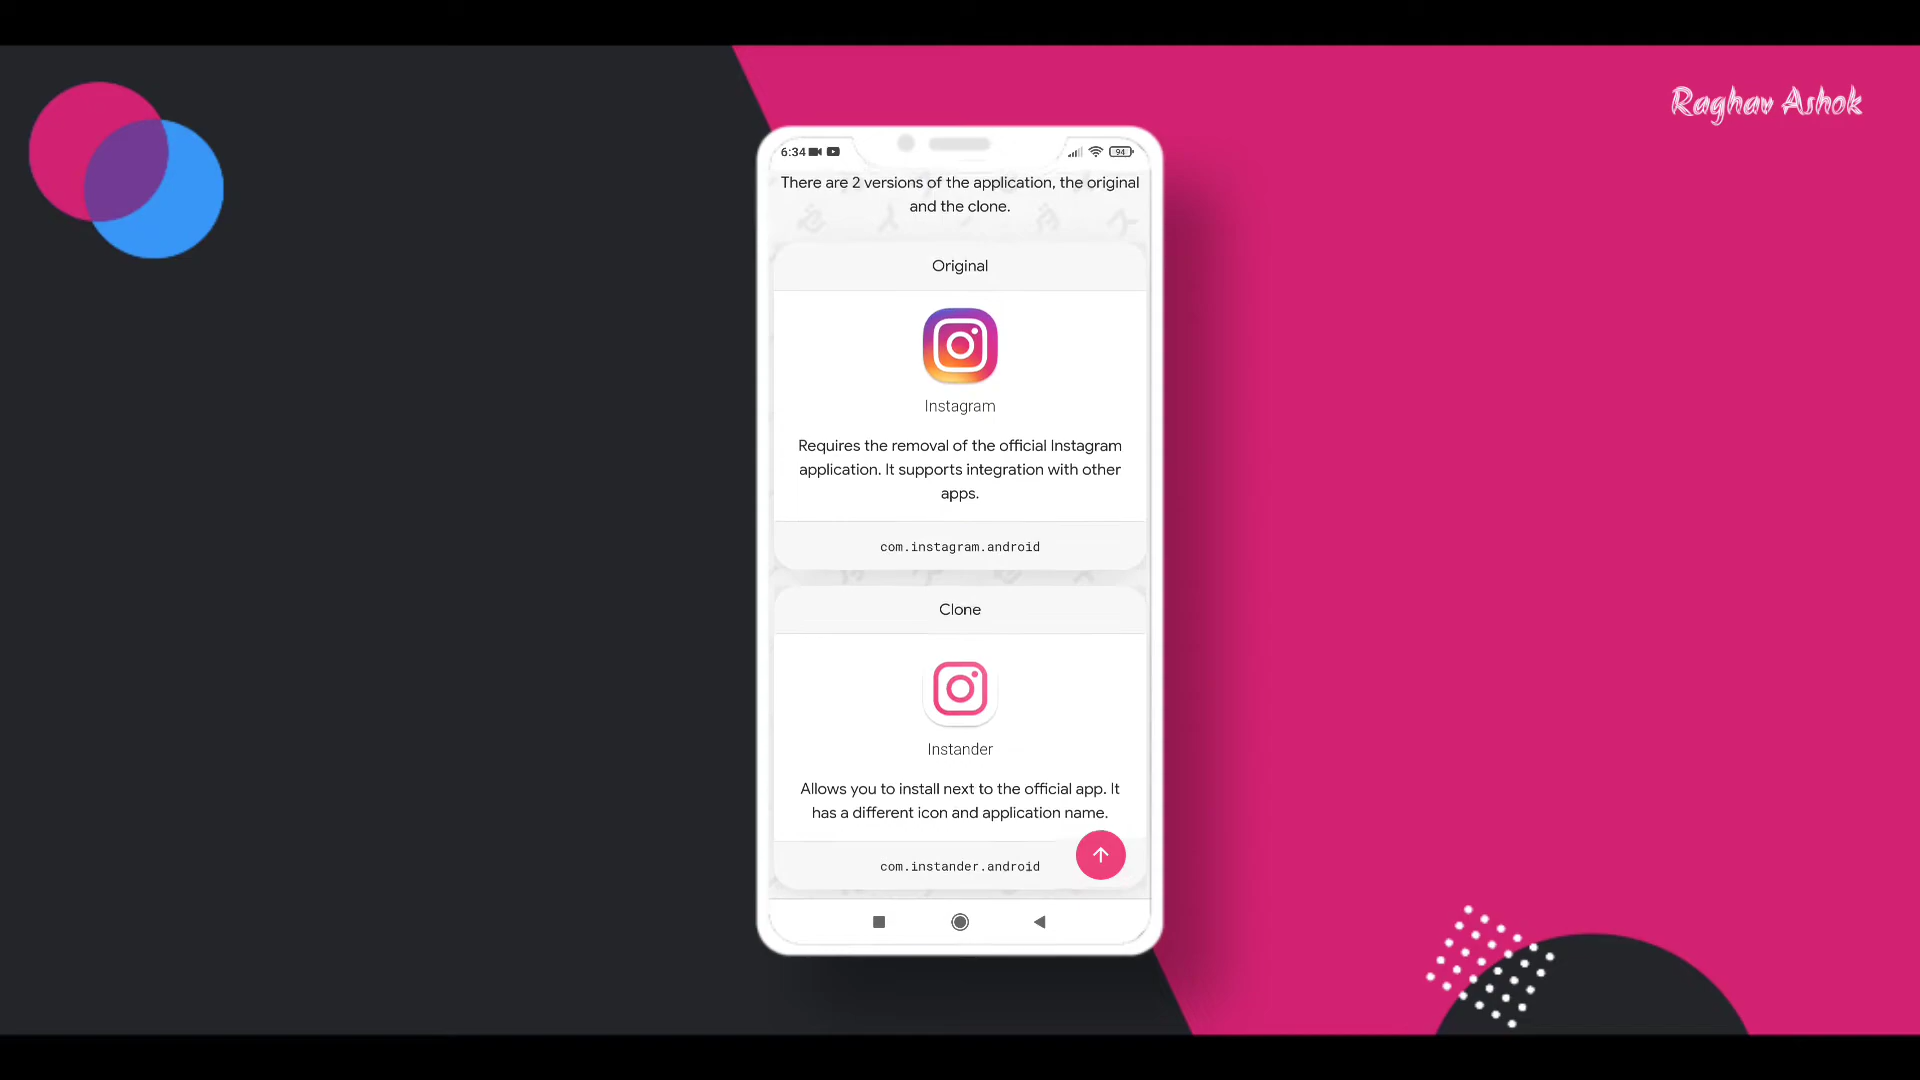 Raghav Ashok
6:34
94
There are 2 versions of the application, the original
and the clone.
Original
Instagram
Requires the removal of the official Instagram
application. It supports integration with other
apps.
com.instagram.android
Clone
Instander
Allows you to install next to the official app. It
has a different icon and application name.
com.instander.android